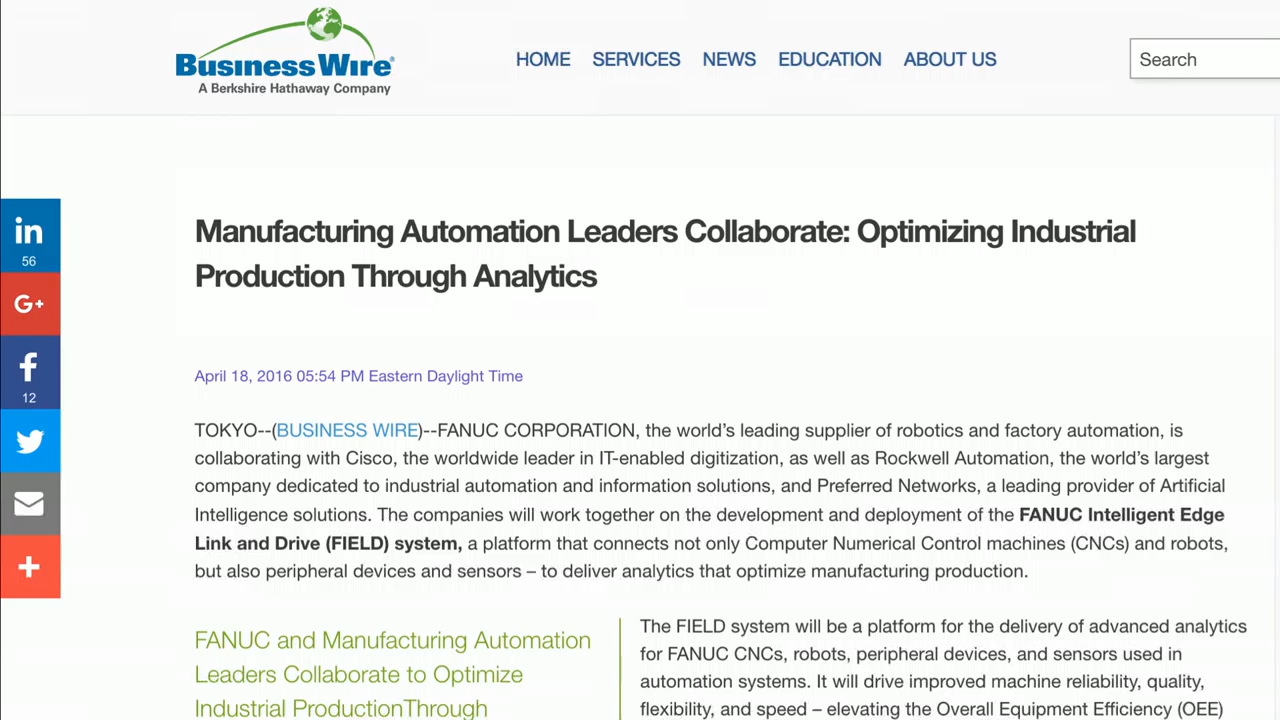 Business Wire
A Berkshire Hathaway Company
HOME SERVICES NEWS EDUCATION ABOUT US
Search
Manufacturing Automation Leaders Collaborate: Optimizing Industrial
Production Through Analytics
in
56
G+
f
12
April 18, 2016 05:54 PM Eastern Daylight Time
TOKYO--(BUSINESS WIRE)--FANUC CORPORATION, the world’s leading supplier of robotics and factory automation, is
collaborating with Cisco, the worldwide leader in IT-enabled digitization, as well as Rockwell Automation, the world’s largest
company dedicated to industrial automation and information solutions, and Preferred Networks, a leading provider of Artificial
Intelligence solutions. The companies will work together on the development and deployment of the FANUC Intelligent Edge
Link and Drive (FIELD) system, a platform that connects not only Computer Numerical Control machines (CNCs) and robots,
but also peripheral devices and sensors – to deliver analytics that optimize manufacturing production.
FANUC and Manufacturing Automation
Leaders Collaborate to Optimize
Industrial ProductionThrough
The FIELD system will be a platform for the delivery of advanced analytics
for FANUC CNCs, robots, peripheral devices, and sensors used in
automation systems. It will drive improved machine reliability, quality,
flexibility, and speed – elevating the Overall Equipment Efficiency (OEE)